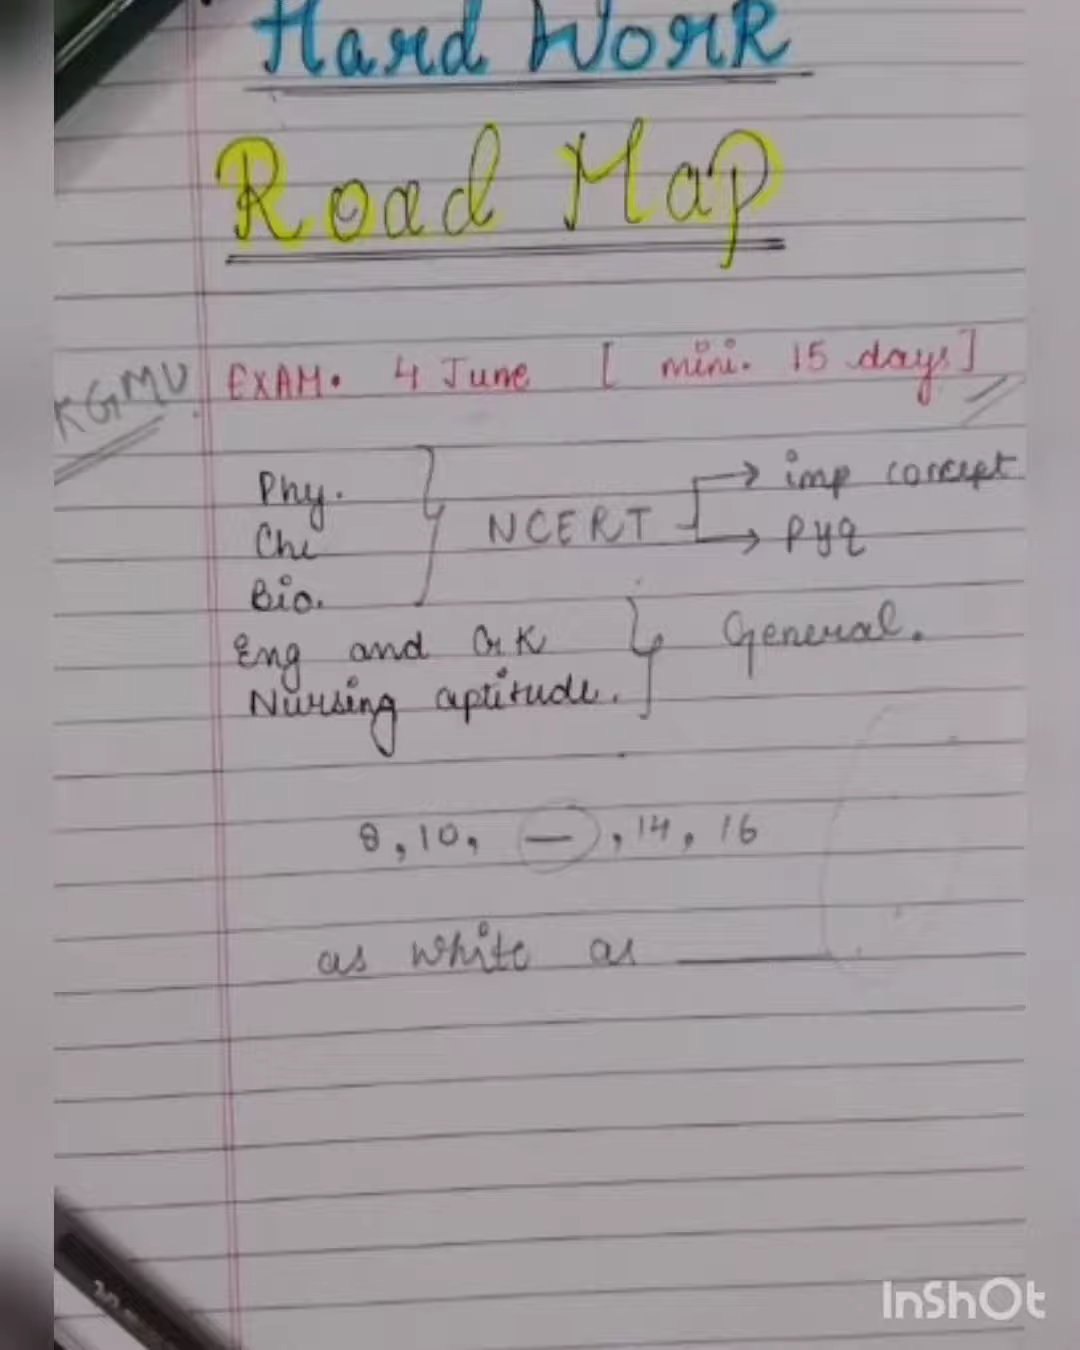 Hard Work
Road Map
KGMU EXAM. 4 June [ mini. 15 days]
Phy.
Che
Bio.
NCERT → imp concept
→ PYQ
Eng and GK
Nursing aptitude.
General.
8, 10, —, 14, 16
as white as ______
InShOt